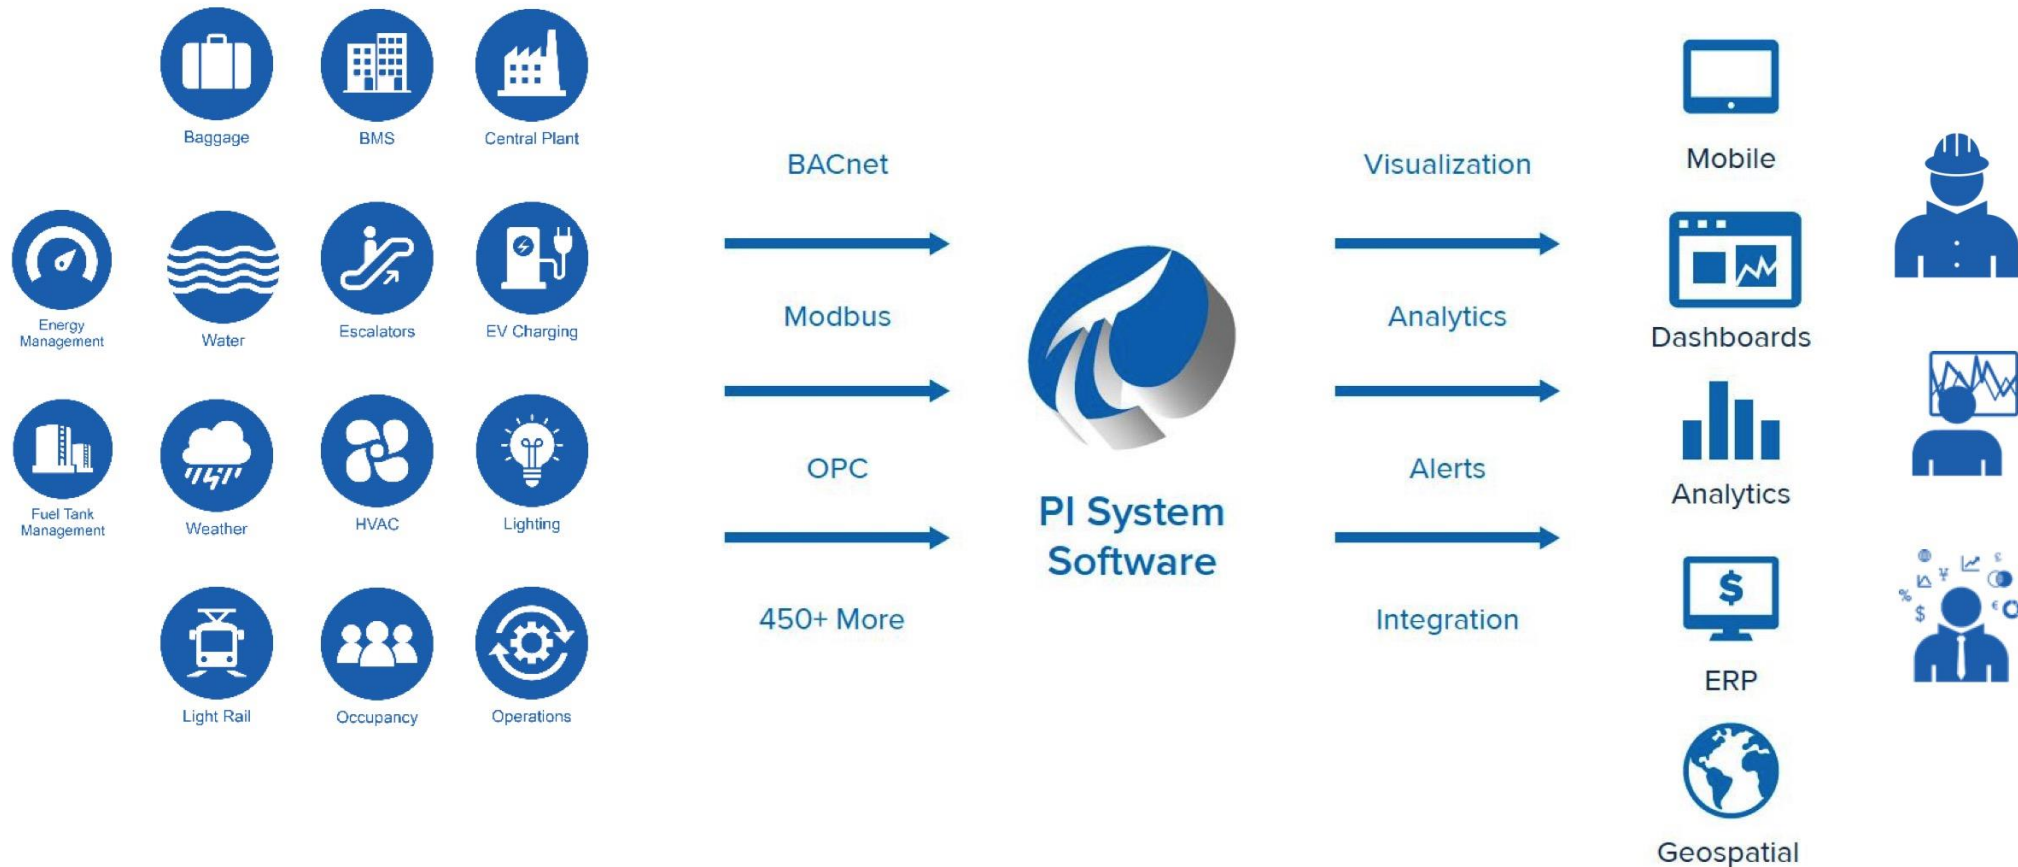 Baggage
BMS
Central Plant
Energy
Management
Water
Escalators
EV Charging
Fuel Tank
Management
Weather
HVAC
Lighting
Light Rail
Occupancy
Operations
BACnet
Modbus
OPC
450+ More
PI System
Software
Visualization
Analytics
Alerts
Integration
Mobile
Dashboards
Analytics
$
ERP
Geospatial
¥
£
%
$
€